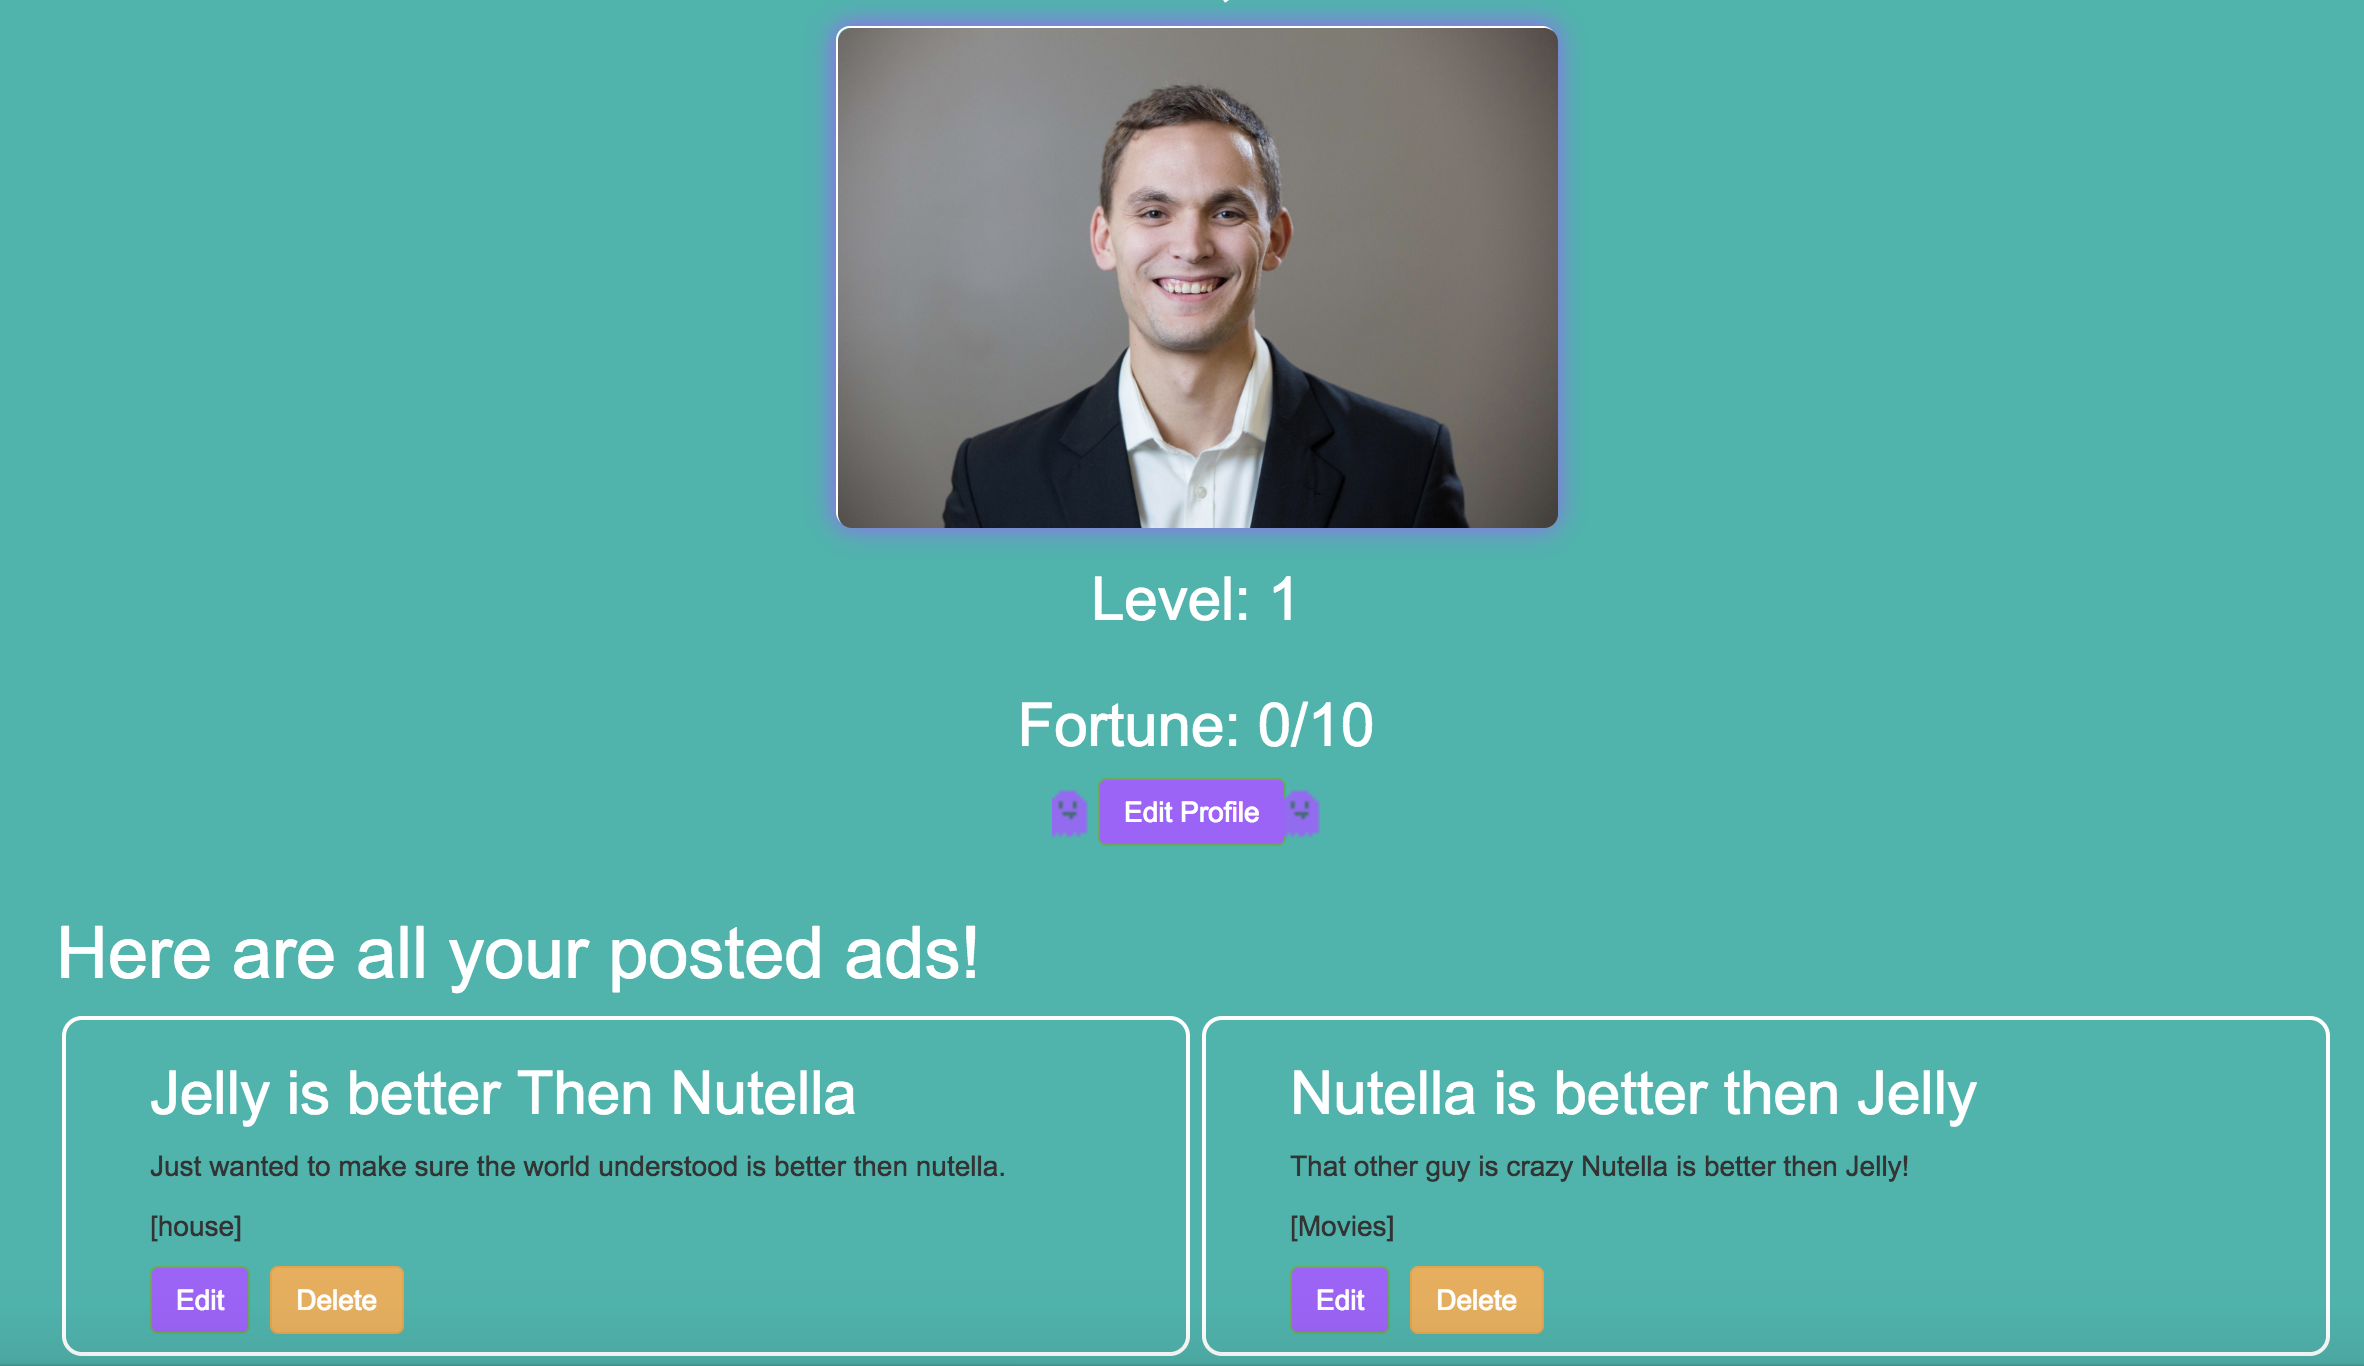 Level: 1
Fortune: 0/10
Edit Profile
Here are all your posted ads!
Jelly is better Then Nutella
Just wanted to make sure the world understood is better then nutella.
[house]
Edit Delete
Nutella is better then Jelly
That other guy is crazy Nutella is better then Jelly!
[Movies]
Edit Delete